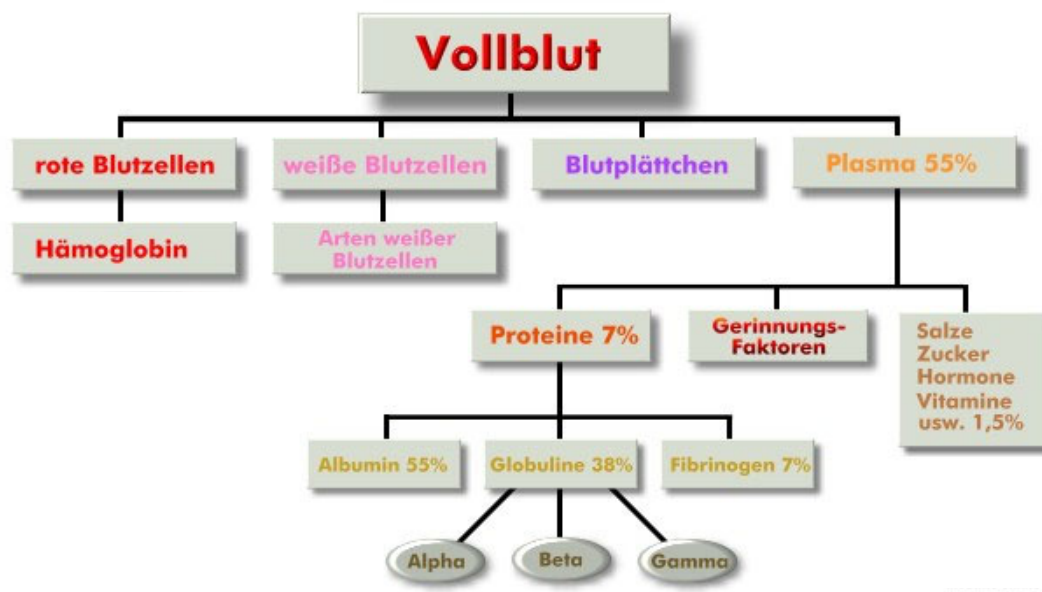 Vollblut
rote Blutzellen
weiße Blutzellen
Blutplättchen
Plasma 55%
Hämoglobin
Arten weißer
Blutzellen
Proteine 7%
Gerinnungs-
Faktoren
Salze
Zucker
Hormone
Vitamine
usw. 1,5%
Albumin 55%
Globuline 38%
Fibrinogen 7%
Alpha
Beta
Gamma